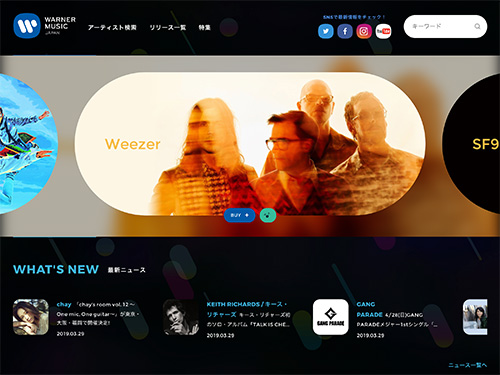 WARNER
MUSIC
JAPAN
アーティスト検索
リリース一覧
特集
SNSで最新情報をチェック！
You Tube
キーワード
Weezer
SF9
BUY +
WHAT'S NEW 最新ニュース
chay 「chay's room vol.12 〜
One mic, One guitar〜」が東京・
大阪・福岡で開催決定!
2019.03.29
KEITH RICHARDS / キース・
リチャーズ キース・リチャーズ初
のソロ・アルバム『TALK IS CHE...
2019.03.29
GANG PARADE
GANG
PARADE 4/28(日)GANG
PARADEメジャー1stシングル「...
2019.03.29
ニュース一覧へ